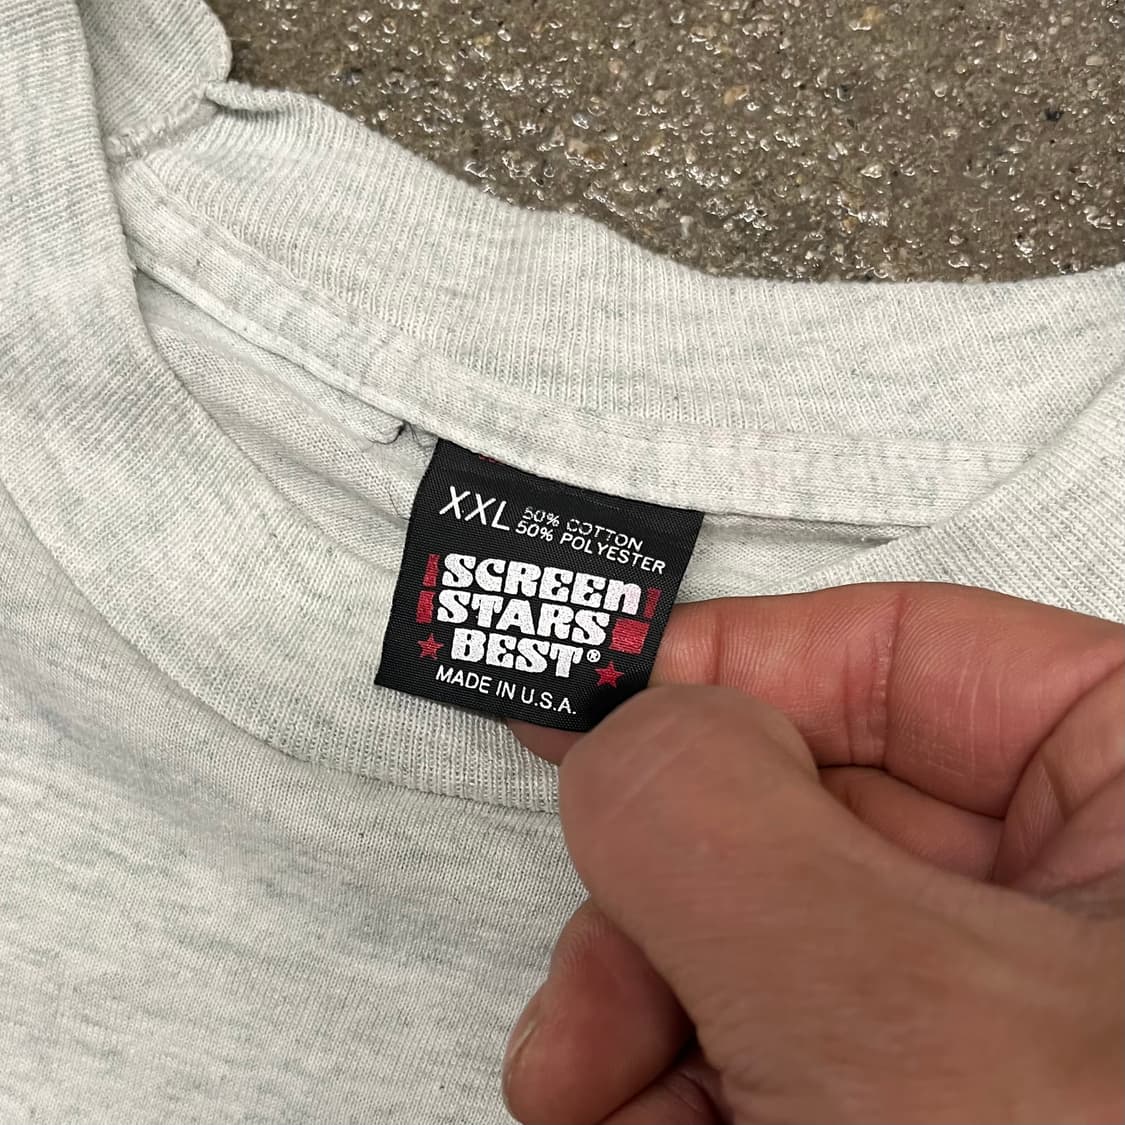 XXL 50% COTTON
50% POLYESTER
SCREEN
STARS
BEST®
MADE IN U.S.A.